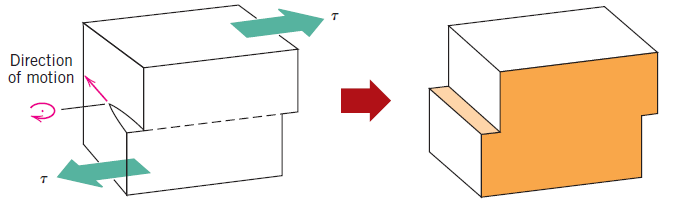 τ
Direction
of motion
τ